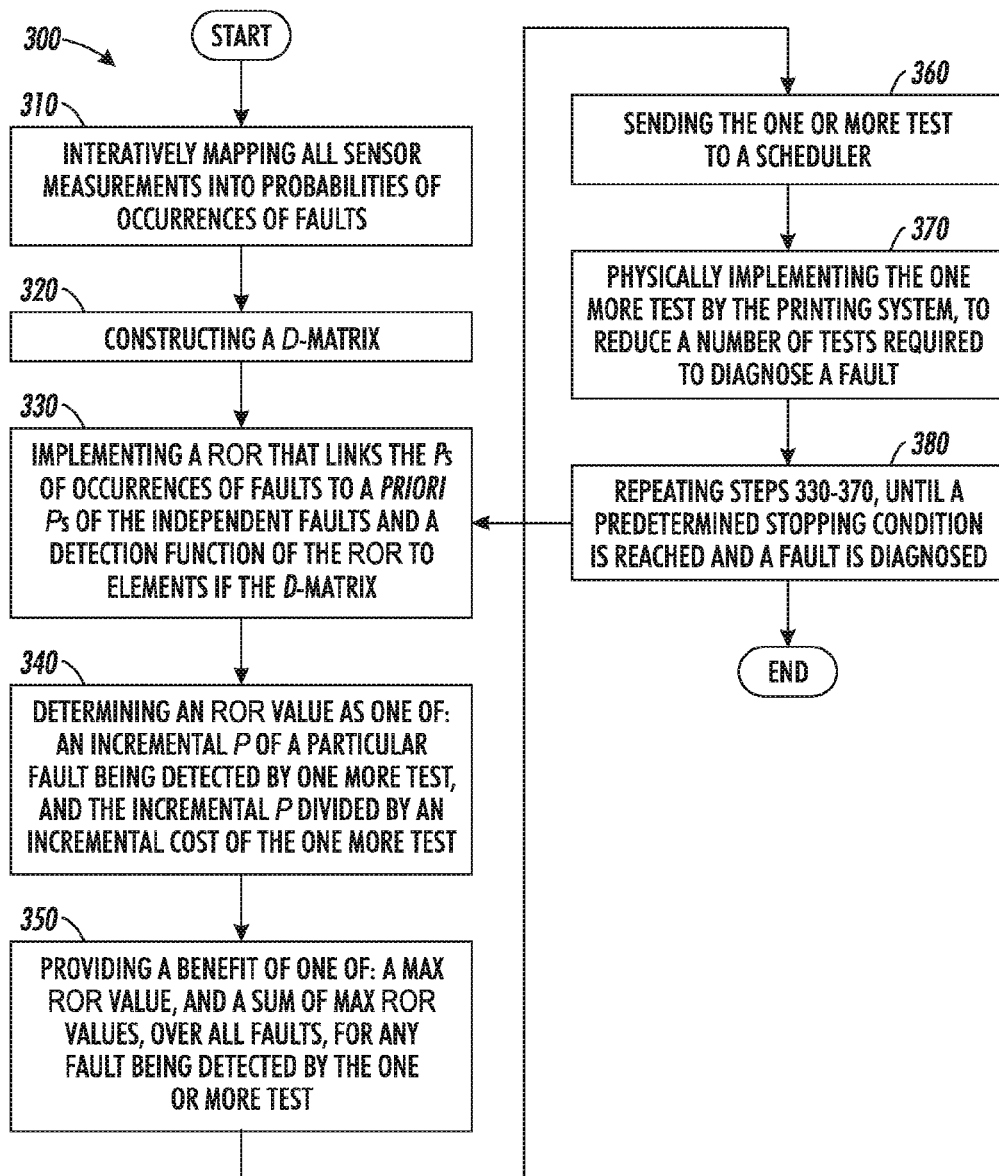 300
START
310
INTERATIVELY MAPPING ALL SENSOR
MEASUREMENTS INTO PROBABILITIES OF
OCCURRENCES OF FAULTS
320
CONSTRUCTING A D-MATRIX
330
IMPLEMENTING A ROR THAT LINKS THE Ps
OF OCCURRENCES OF FAULTS TO A PRIORI
Ps OF THE INDEPENDENT FAULTS AND A
DETECTION FUNCTION OF THE ROR TO
ELEMENTS IF THE D-MATRIX
340
DETERMINING AN ROR VALUE AS ONE OF:
AN INCREMENTAL P OF A PARTICULAR
FAULT BEING DETECTED BY ONE MORE TEST,
AND THE INCREMENTAL P DIVIDED BY AN
INCREMENTAL COST OF THE ONE MORE TEST
350
PROVIDING A BENEFIT OF ONE OF: A MAX
ROR VALUE, AND A SUM OF MAX ROR
VALUES, OVER ALL FAULTS, FOR ANY
FAULT BEING DETECTED BY THE ONE
OR MORE TEST
360
SENDING THE ONE OR MORE TEST
TO A SCHEDULER
370
PHYSICALLY IMPLEMENTING THE ONE
MORE TEST BY THE PRINTING SYSTEM, TO
REDUCE A NUMBER OF TESTS REQUIRED
TO DIAGNOSE A FAULT
380
REPEATING STEPS 330-370, UNTIL A
PREDETERMINED STOPPING CONDITION
IS REACHED AND A FAULT IS DIAGNOSED
END